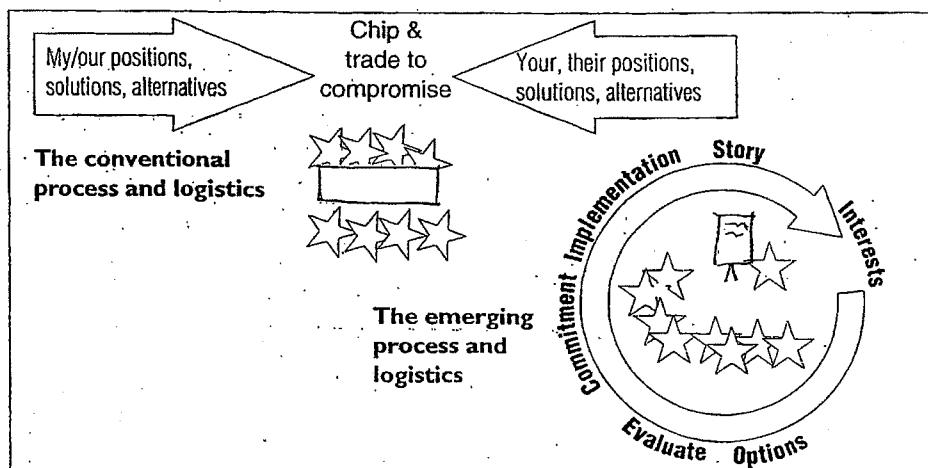 My/our positions,
solutions, alternatives
Chip &
trade to
compromise
Your, their positions,
solutions, alternatives
The conventional
process and logistics
The emerging
process and
logistics
Story
Interests
Options
Evaluate
Commitment
Implementation